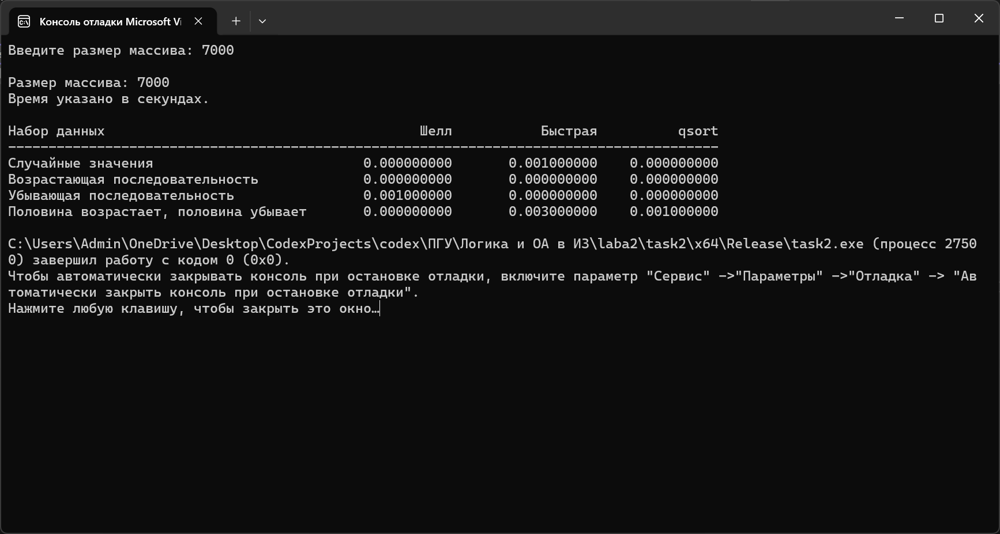 Консоль отладки Microsoft Vi
Введите размер массива: 7000
Размер массива: 7000
Время указано в секундах.
Набор данных Шелл Быстрая qsort
----------------------------------------------------------------------------------------
Случайные значения 0.000000000 0.001000000 0.000000000
Возрастающая последовательность 0.000000000 0.000000000 0.000000000
Убывающая последовательность 0.001000000 0.000000000 0.000000000
Половина возрастает, половина убывает 0.000000000 0.003000000 0.001000000
C:\Users\Admin\OneDrive\Desktop\CodexProjects\codex\ПГУ\Логика и ОА в ИЗ\laba2\task2\x64\Release\task2.exe (процесс 2750
0) завершил работу с кодом 0 (0x0).
Чтобы автоматически закрывать консоль при остановке отладки, включите параметр "Сервис" ->"Параметры" ->"Отладка" -> "Ав
томатически закрыть консоль при остановке отладки".
Нажмите любую клавишу, чтобы закрыть это окно…